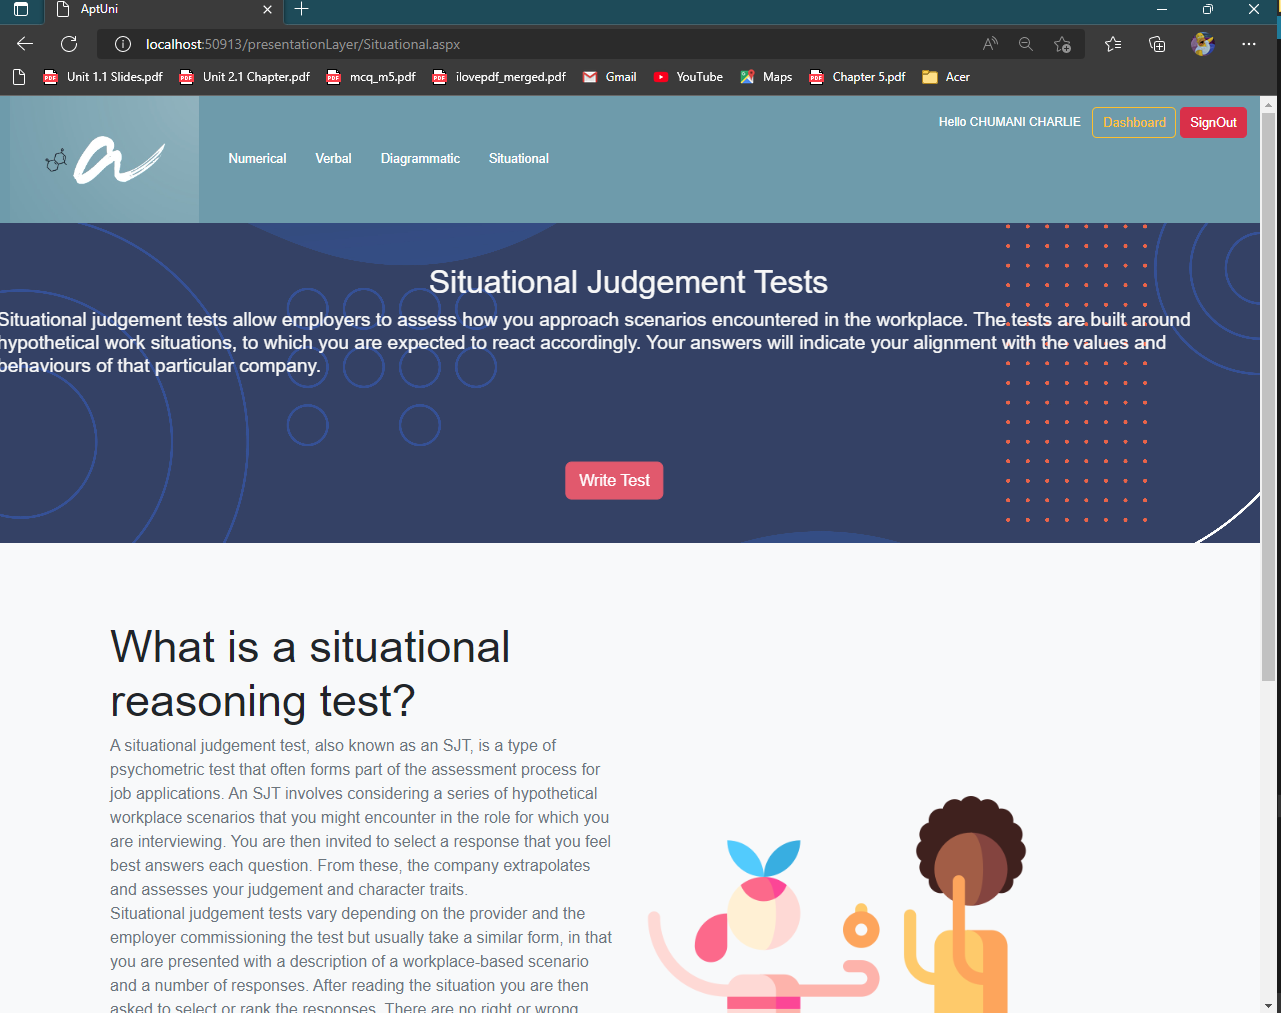 AptUni
localhost:50913/presentationLayer/Situational.aspx
Unit 1.1 Slides.pdf
Unit 2.1 Chapter.pdf
mcq_m5.pdf
ilovepdf_merged.pdf
Gmail
YouTube
Maps
Chapter 5.pdf
Acer
Hello CHUMANI CHARLIE
Dashboard
SignOut
a
Numerical
Verbal
Diagrammatic
Situational
Situational Judgement Tests
Situational judgement tests allow employers to assess how you approach scenarios encountered in the workplace. The tests are built around
hypothetical work situations, to which you are expected to react accordingly. Your answers will indicate your alignment with the values and
behaviours of that particular company.
Write Test
What is a situational
reasoning test?
A situational judgement test, also known as an SJT, is a type of
psychometric test that often forms part of the assessment process for
job applications. An SJT involves considering a series of hypothetical
workplace scenarios that you might encounter in the role for which you
are interviewing. You are then invited to select a response that you feel
best answers each question. From these, the company extrapolates
and assesses your judgement and character traits.
Situational judgement tests vary depending on the provider and the
employer commissioning the test but usually take a similar form, in that
you are presented with a description of a workplace-based scenario
and a number of responses. After reading the situation you are then
asked to select or rank the responses. There are no right or wrong